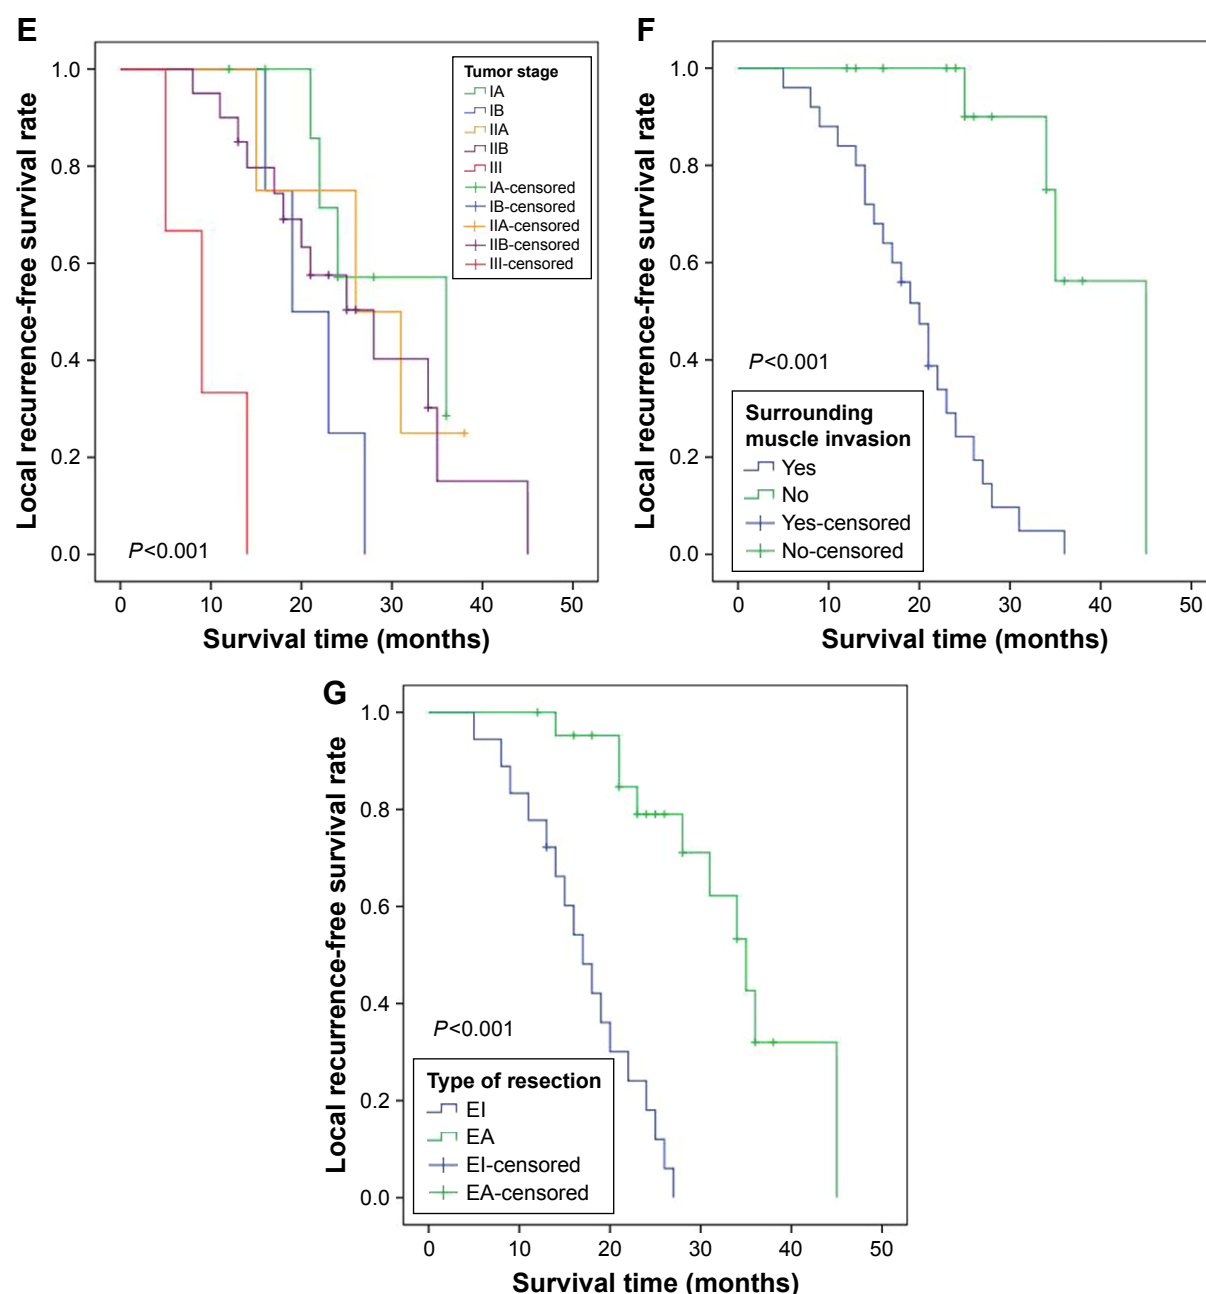 E
Local recurrence-free survival rate
1.0
0.8
0.6
0.4
0.2
0.0
Tumor stage
IA
IB
IIA
IIB
III
IA-censored
IB-censored
IIA-censored
IIB-censored
III-censored
P<0.001
0 10 20 30 40 50
Survival time (months)
F
Local recurrence-free survival rate
1.0
0.8
0.6
0.4
0.2
0.0
P<0.001
Surrounding
muscle invasion
Yes
No
Yes-censored
No-censored
0 10 20 30 40 50
Survival time (months)
G
Local recurrence-free survival rate
1.0
0.8
0.6
0.4
0.2
0.0
P<0.001
Type of resection
EI
EA
EI-censored
EA-censored
0 10 20 30 40 50
Survival time (months)